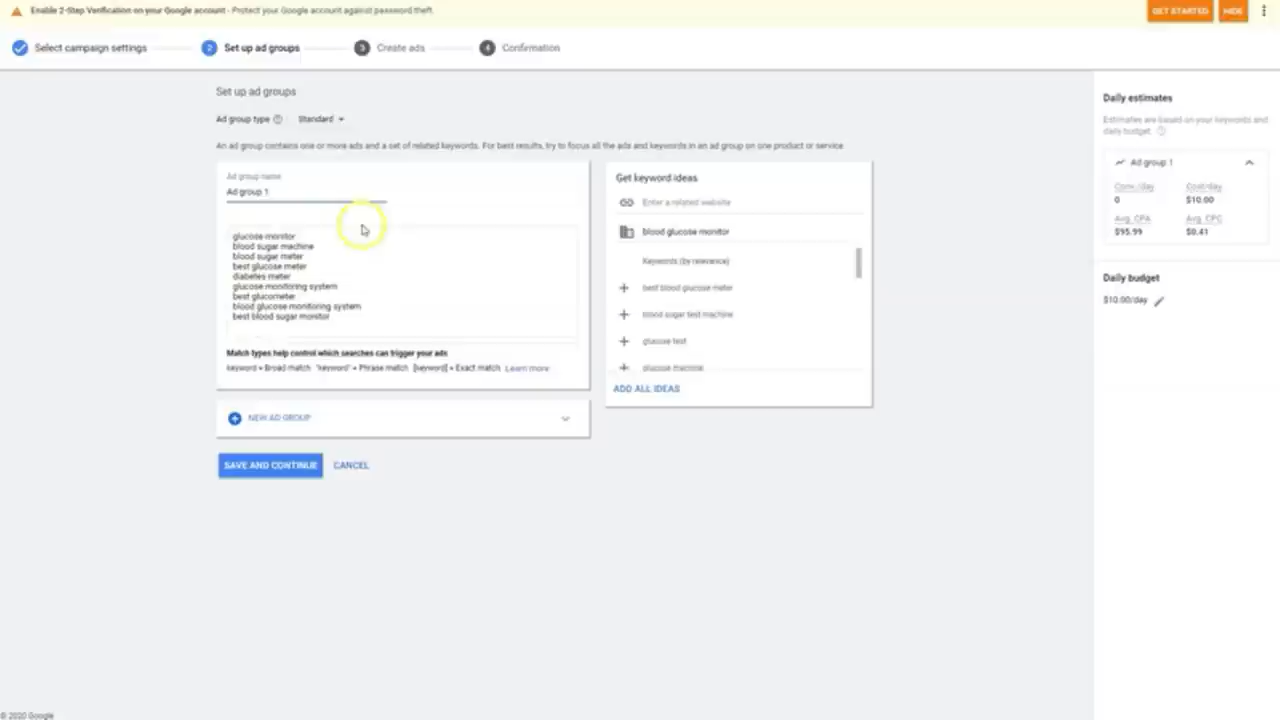 Enable 2-Step Verification on your Google account - Protect your Google account against password theft.
GET STARTED
HIDE
Select campaign settings
2
Set up ad groups
3
Create ads
4
Confirmation
Set up ad groups
Ad group type
Standard
An ad group contains one or more ads and a set of related keywords. For best results, try to focus all the ads and keywords in an ad group on one product or service
Ad group name
Ad group 1
glucose monitor
blood sugar machine
blood sugar meter
best glucose meter
diabetes meter
glucose monitoring system
best glucometer
blood glucose monitoring system
best blood sugar monitor
Match types help control which searches can trigger your ads
keyword = Broad match "keyword" = Phrase match [keyword] = Exact match Learn more
NEW AD GROUP
SAVE AND CONTINUE
CANCEL
Get keyword ideas
Enter a related website
blood glucose monitor
Keywords (by relevance)
best blood glucose meter
blood sugar test machine
glucose test
glucose machine
ADD ALL IDEAS
Daily estimates
Estimates are based on your keywords and
daily budget.
Ad group 1
Conv./day
Cost/day
0
$10.00
Avg. CPA
Avg. CPC
$95.99
$0.41
Daily budget
$10.00/day
© 2020 Google